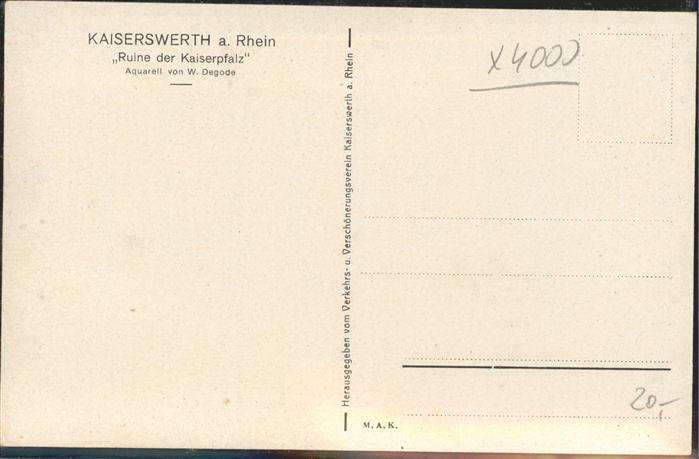 KAISERSWERTH a. Rhein
„Ruine der Kaiserpfalz“
Aquarell von W. Degode
Herausgegeben vom Verkehrs- u. Verschönerungsverein Kaiserswerth a. Rhein
x4000
20,-
M. A. K.